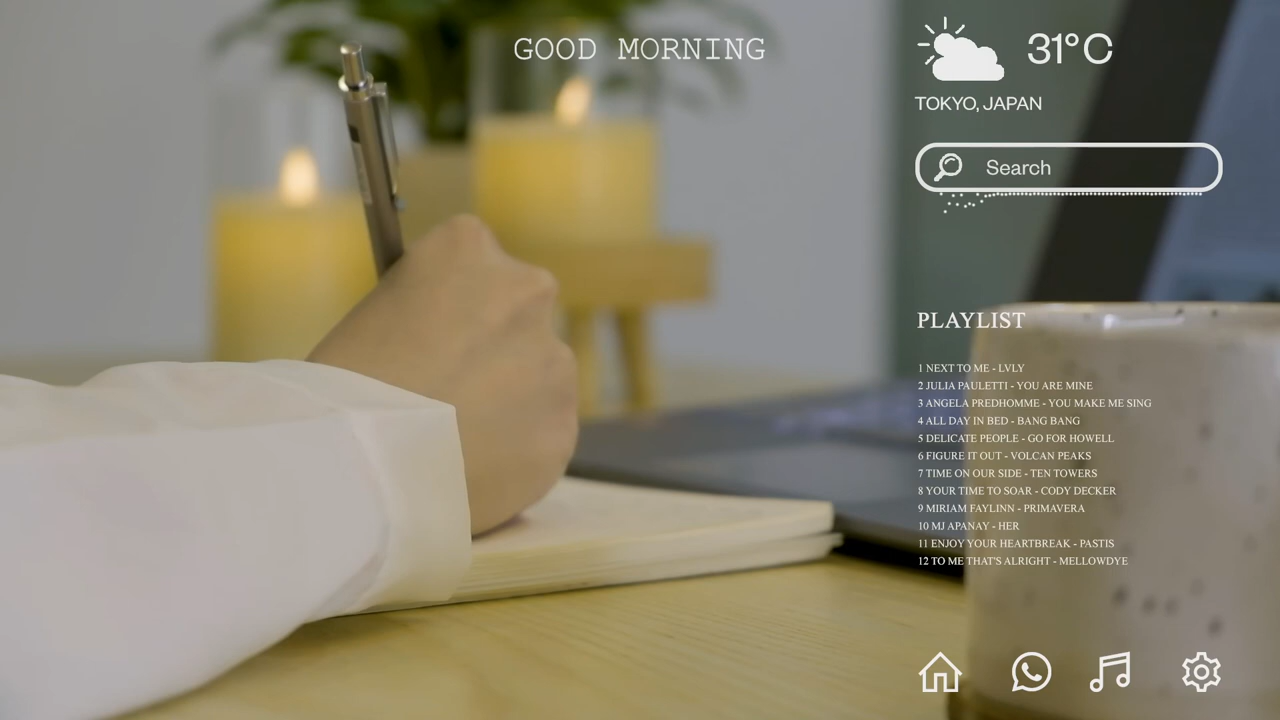 GOOD MORNING
31°C
TOKYO, JAPAN
Search
PLAYLIST
1 NEXT TO ME - LVLY
2 JULIA PAULETTI - YOU ARE MINE
3 ANGELA PREDHOMME - YOU MAKE ME SING
4 ALL DAY IN BED - BANG BANG
5 DELICATE PEOPLE - GO FOR HOWELL
6 FIGURE IT OUT - VOLCAN PEAKS
7 TIME ON OUR SIDE - TEN TOWERS
8 YOUR TIME TO SOAR - CODY DECKER
9 MIRIAM FAYLINN - PRIMAVERA
10 MJ APANAY - HER
11 ENJOY YOUR HEARTBREAK - PASTIS
12 TO ME THAT'S ALRIGHT - MELLOWDYE